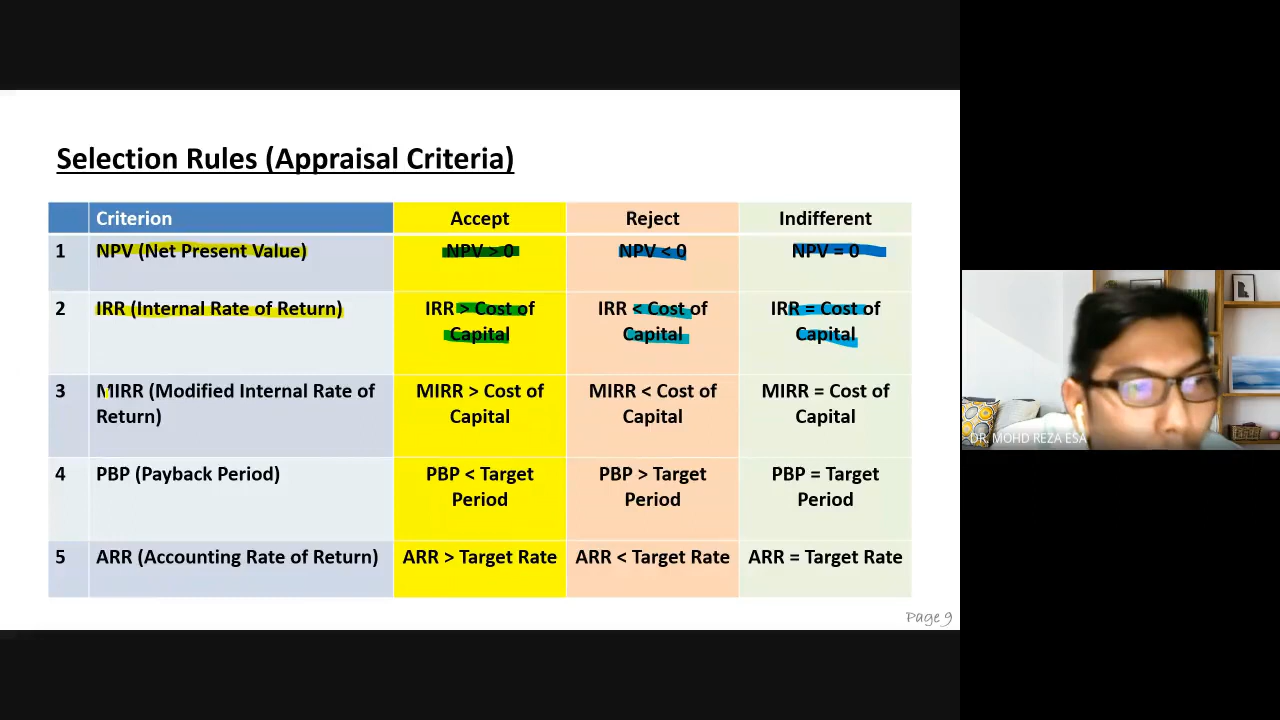 Selection Rules (Appraisal Criteria)
Criterion Accept Reject Indifferent
1 NPV (Net Present Value) NPV > 0 NPV < 0 NPV = 0
2 IRR (Internal Rate of Return) IRR > Cost of IRR < Cost of IRR = Cost of
Capital Capital Capital
3 MIRR (Modified Internal Rate of MIRR > Cost of MIRR < Cost of MIRR = Cost of
Return) Capital Capital Capital
4 PBP (Payback Period) PBP < Target PBP > Target PBP = Target
Period Period Period
5 ARR (Accounting Rate of Return) ARR > Target Rate ARR < Target Rate ARR = Target Rate
Page 9
DR. MOHD REZA ESA